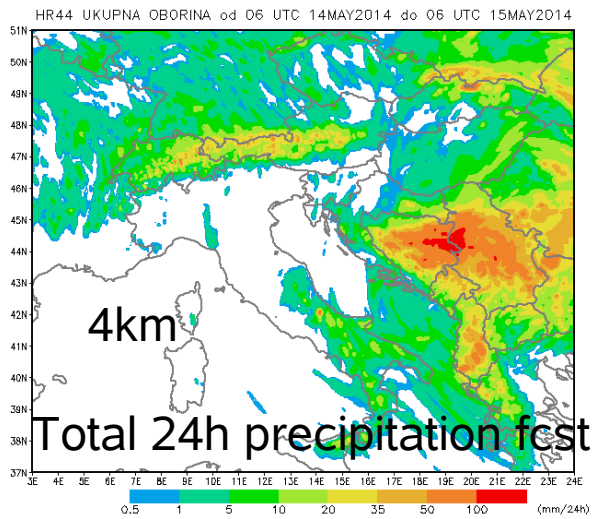 HR44 UKUPNA OBORINA od 06 UTC 14MAY2014 do 06 UTC 15MAY2014
51N
50N
49N
48N
47N
46N
45N
44N
43N
42N
4km
41N
40N
39N
Total 24h precipitation fcst
38N
37N
3E 4E 5E 6E 7E 8E 9E 10E 11E 12E 13E 14E 15E 16E 17E 18E 19E 20E 21E 22E 23E 24E
0.5 1 5 10 20 35 50 100 (mm/24h)